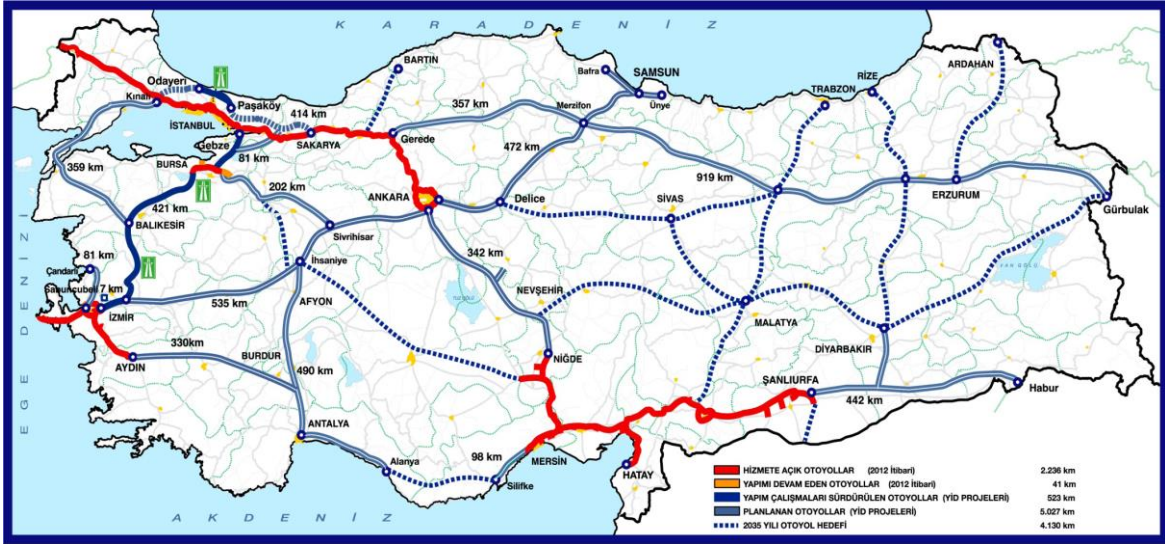 KARADENİZ
BARTIN
ARDAHAN
Bafra
SAMSUN
RİZE
Odayeri
Kınalı
Paşaköy
TRABZON
Ünye
414 km
357 km
Merzifon
İSTANBUL
Gebze
SAKARYA
Gerede
81 km
472 km
359 km
BURSA
202 km
ANKARA
Delice
SİVAS
919 km
ERZURUM
Gürbulak
421 km
BALIKESİR
Sivrihisar
81 km
342 km
İhsaniye
Çandarlı
VAN GÖLÜ
Sabuncubeli
7 km
NEVŞEHİR
TUZ GÖLÜ
535 km
AFYON
İZMİR
MALATYA
330km
DİYARBAKIR
BURDUR
NİĞDE
AYDIN
490 km
ŞANLIURFA
Habur
442 km
EGE DENİZİ
ANTALYA
98 km
MERSİN
Alanya
HATAY
Silifke
AKDENİZ
HİZMETE AÇIK OTOYOLLAR (2012 İtibari) 2.236 km
YAPIMI DEVAM EDEN OTOYOLLAR (2012 İtibari) 41 km
YAPIM ÇALIŞMALARI SÜRDÜRÜLEN OTOYOLLAR (YİD PROJELERİ) 523 km
PLANLANAN OTOYOLLAR (YİD PROJELERİ) 5.027 km
2035 YILI OTOYOL HEDEFİ 4.130 km